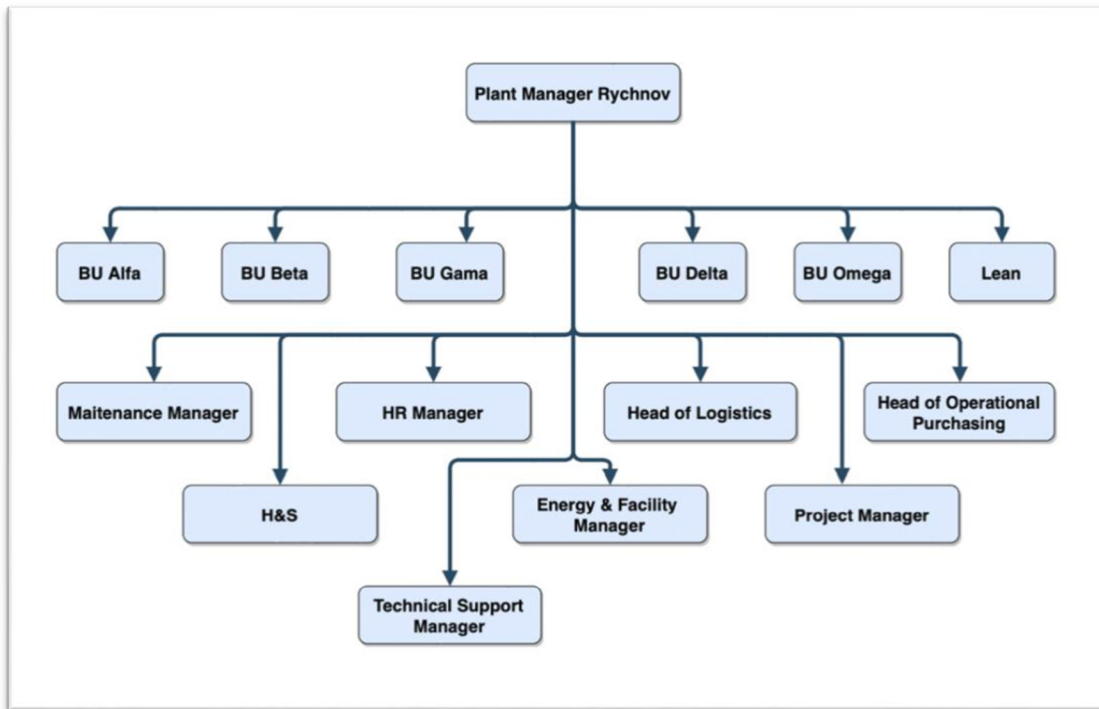 Plant Manager Rychnov
BU Alfa
BU Beta
BU Gama
BU Delta
BU Omega
Lean
Maitenance Manager
HR Manager
Head of Logistics
Head of Operational
Purchasing
H&S
Energy & Facility
Manager
Project Manager
Technical Support
Manager